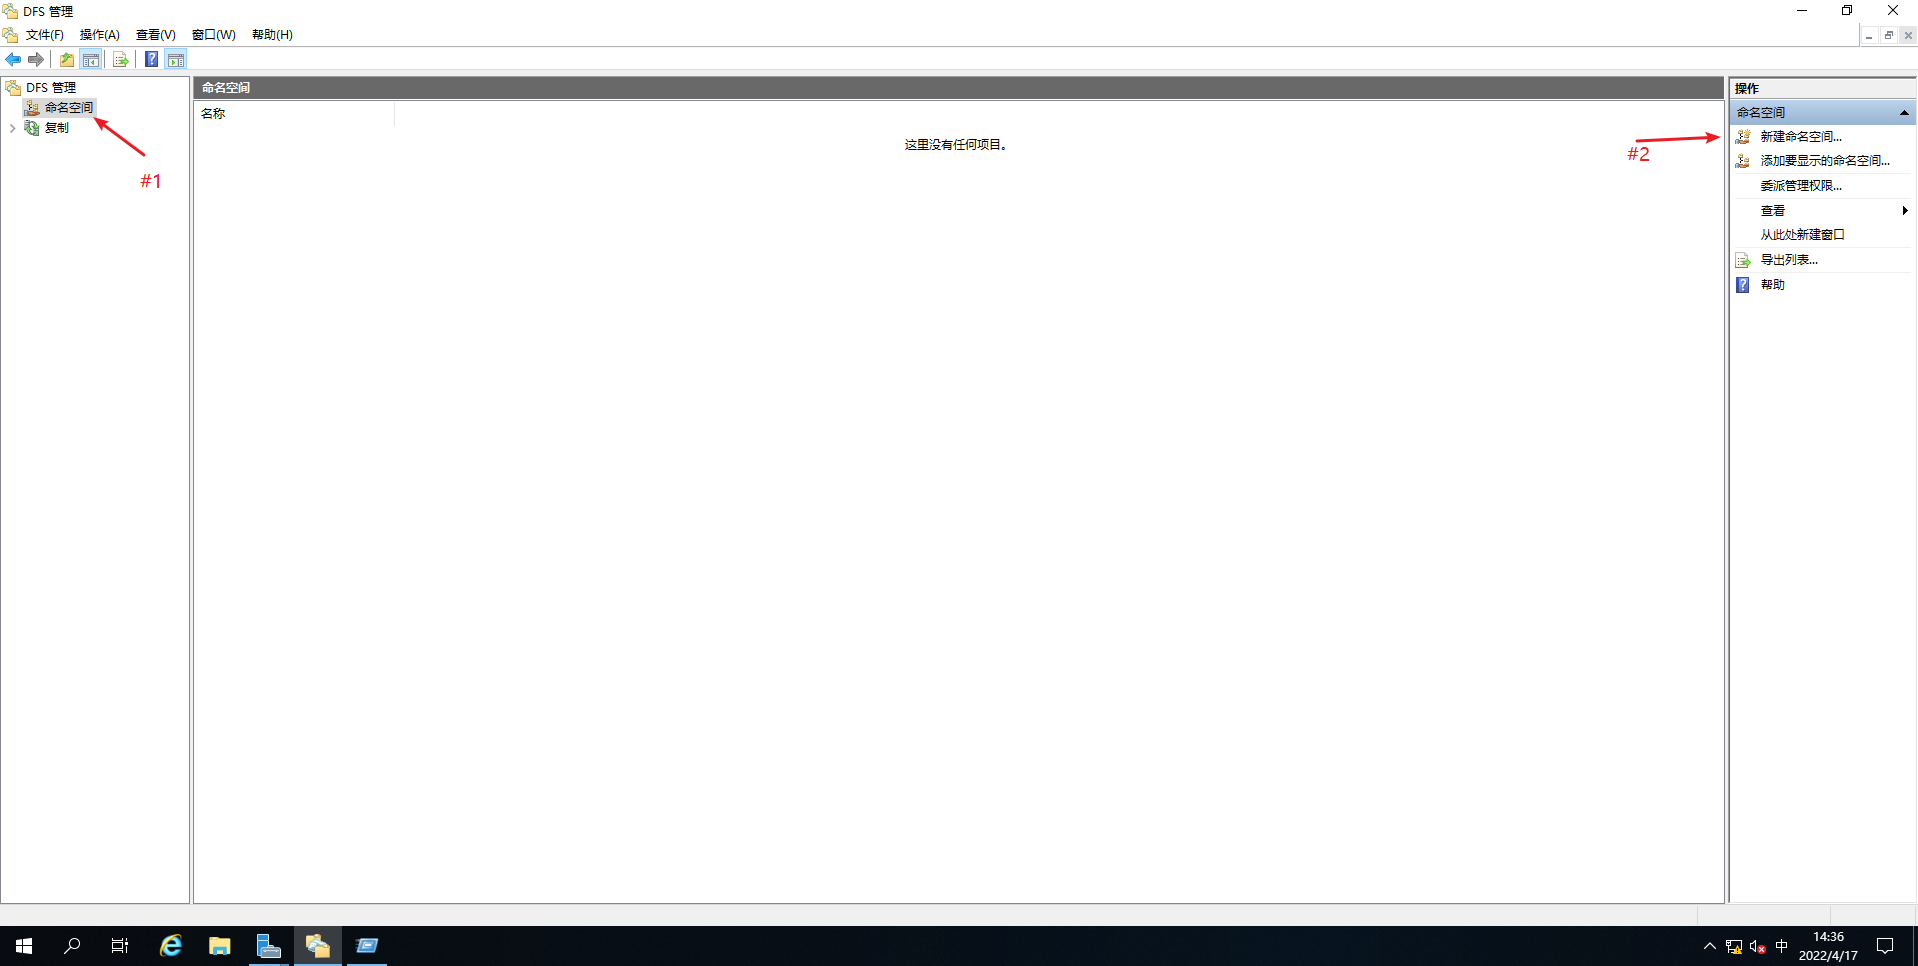 DFS 管理
文件(F) 操作(A) 查看(V) 窗口(W) 帮助(H)
DFS 管理
命名空间
复制
#1
命名空间
名称
这里没有任何项目。
#2
操作
命名空间
新建命名空间...
添加要显示的命名空间...
委派管理权限...
查看
从此处新建窗口
导出列表...
帮助
中
14:36
2022/4/17